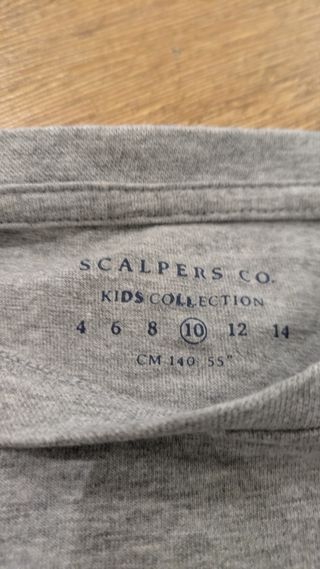 SCALPERS CO.
KIDS COLLECTION
4 6 8 10 12 14
CM 140 55"